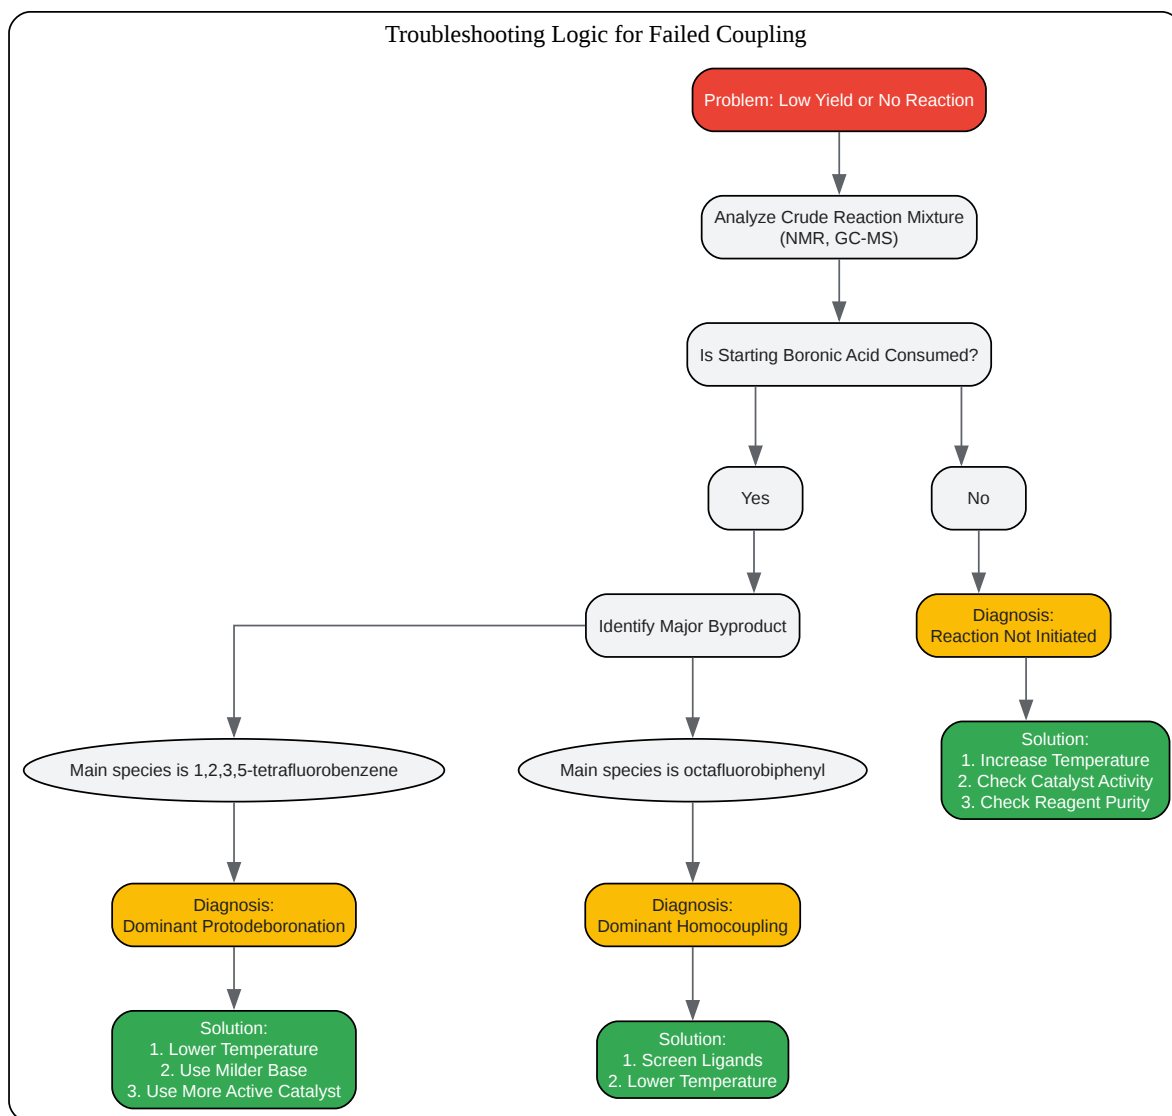 Troubleshooting Logic for Failed Coupling
Problem: Low Yield or No Reaction
Analyze Crude Reaction Mixture
(NMR, GC-MS)
Is Starting Boronic Acid Consumed?
Yes
No
Identify Major Byproduct
Diagnosis:
Reaction Not Initiated
Main species is 1,2,3,5-tetrafluorobenzene
Main species is octafluorobiphenyl
Solution:
1. Increase Temperature
2. Check Catalyst Activity
3. Check Reagent Purity
Diagnosis:
Dominant Protodeboronation
Diagnosis:
Dominant Homocoupling
Solution:
1. Lower Temperature
2. Use Milder Base
3. Use More Active Catalyst
Solution:
1. Screen Ligands
2. Lower Temperature